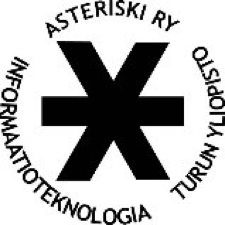 ASTERISKI RY
TURUN YLIOPISTO
INFORMAATIOTEKNOLOGIA